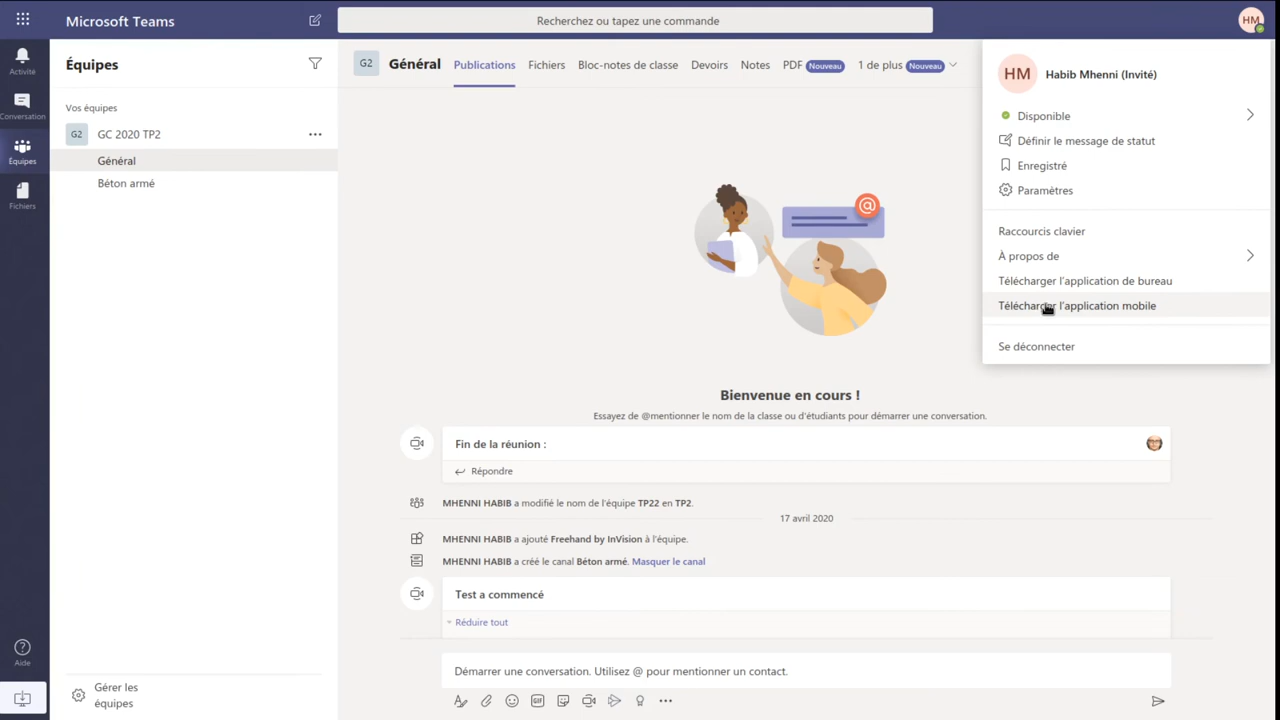 Microsoft Teams
Recherchez ou tapez une commande
HM
Activité
Conversation
Équipes
Fichiers
Aide
Équipes
Vos équipes
G2 GC 2020 TP2
Général
Béton armé
Gérer les
équipes
G2 Général Publications Fichiers Bloc-notes de classe Devoirs Notes PDF Nouveau 1 de plus Nouveau
HM Habib Mhenni (Invité)
Disponible
Définir le message de statut
Enregistré
Paramètres
Raccourcis clavier
À propos de
Télécharger l'application de bureau
Télécharger l'application mobile
Se déconnecter
@
Bienvenue en cours !
Essayez de @mentionner le nom de la classe ou d'étudiants pour démarrer une conversation.
Fin de la réunion :
Répondre
MHENNI HABIB a modifié le nom de l'équipe TP22 en TP2.
17 avril 2020
MHENNI HABIB a ajouté Freehand by InVision à l'équipe.
MHENNI HABIB a créé le canal Béton armé. Masquer le canal
Test a commencé
Réduire tout
Démarrer une conversation. Utilisez @ pour mentionner un contact.
GIF